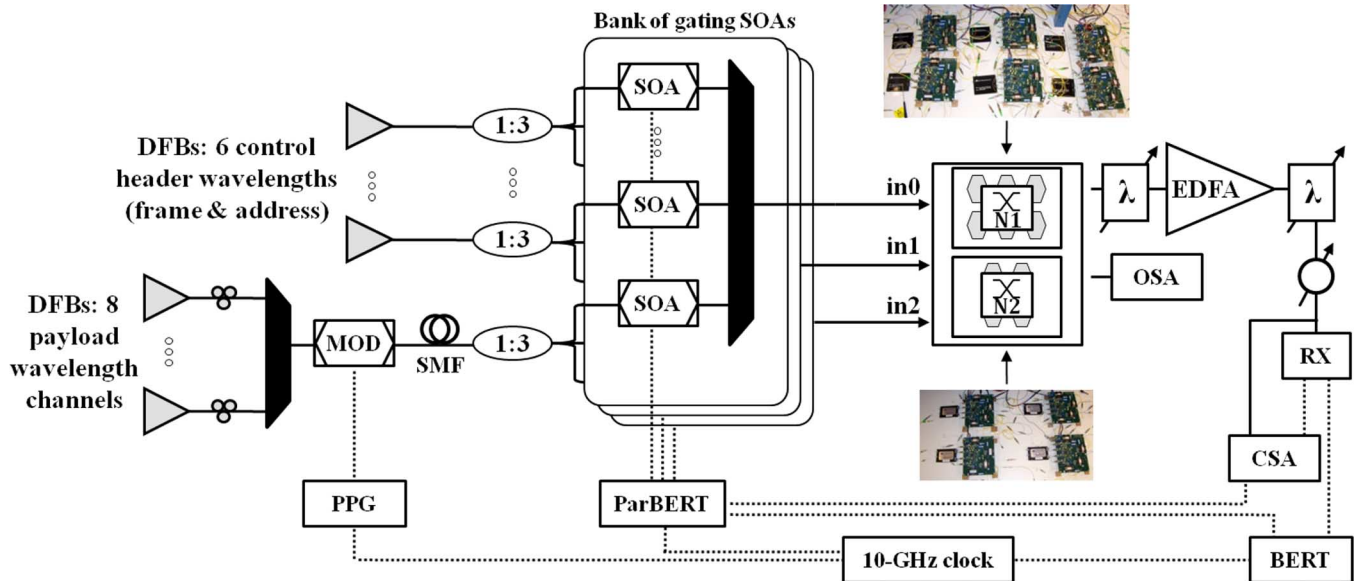 Bank of gating SOAs
SOA
DFBs: 6 control
header wavelengths
(frame & address)
1:3
1:3
SOA
SOA
in0
in1
in2
N1
N2
λ
EDFA
λ
OSA
DFBs: 8
payload
wavelength
channels
MOD
SMF
1:3
RX
CSA
PPG
ParBERT
10-GHz clock
BERT